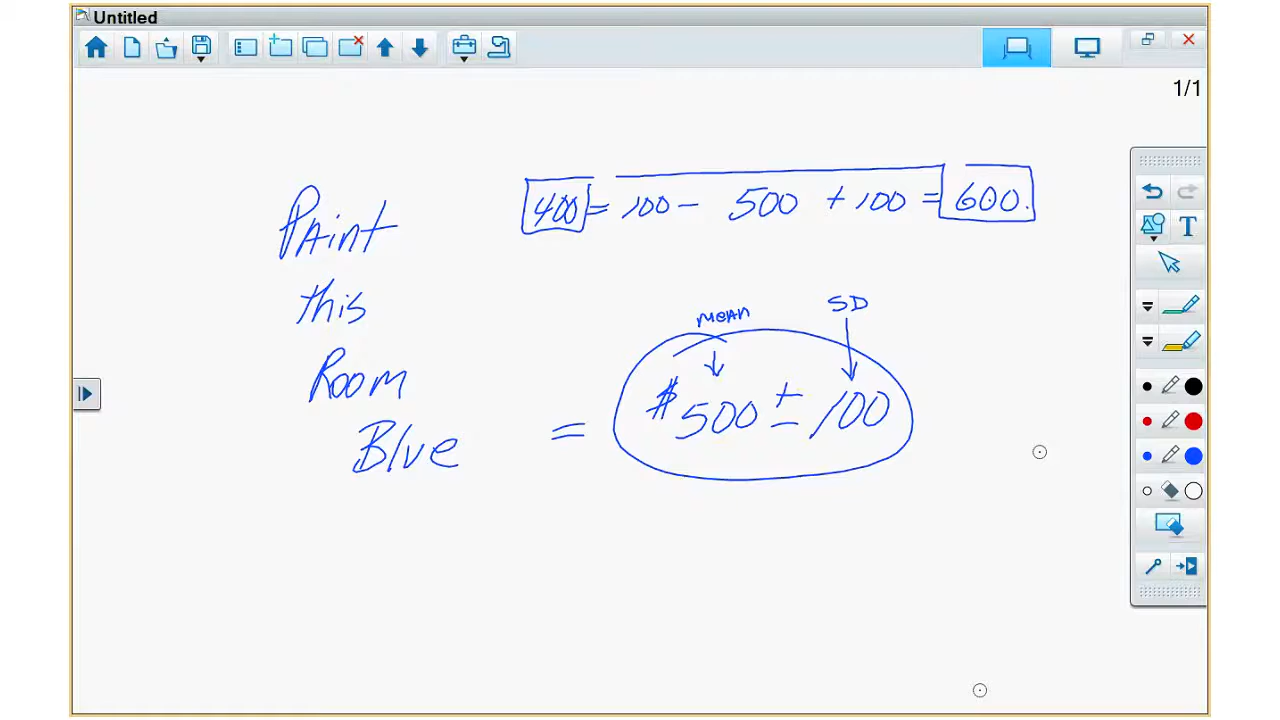 Untitled
1/1
400 = 100 - 500 + 100 = 600.
Paint
this
Room
Blue
mean
SD
= $500 ± 100
T